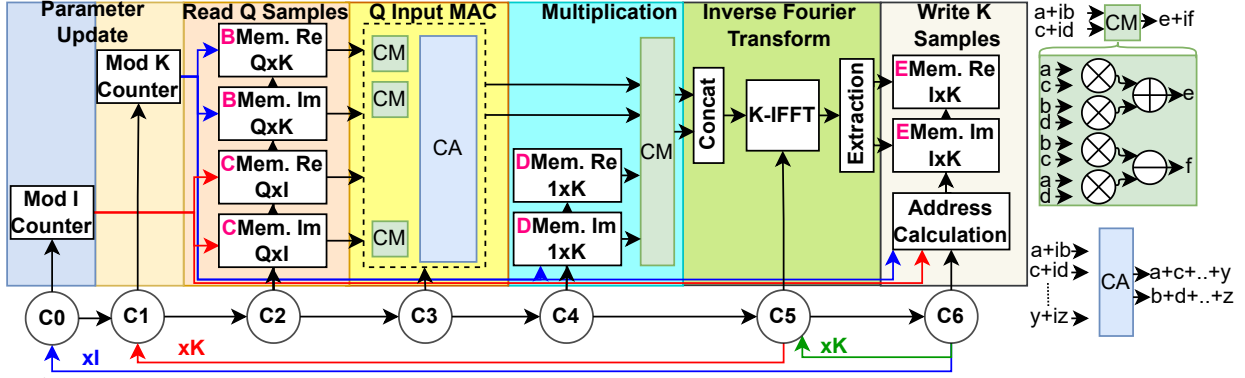 Parameter
Update
Read Q Samples
Q Input MAC
Multiplication
Inverse Fourier
Transform
Write K
Samples
Mod K
Counter
Mod I
Counter
BMem. Re
QxK
BMem. Im
QxK
CMem. Re
QxI
CMem. Im
QxI
CM
CM
CM
CA
DMem. Re
1xK
DMem. Im
1xK
CM
Concat
K-IFFT
Extraction
EMem. Re
IxK
EMem. Im
IxK
Address
Calculation
C0
C1
C2
C3
C4
C5
C6
xI
xK
xK
a+ib
c+id
CM
e+if
a
c
b
d
e
b
c
a
d
f
a+ib
c+id
y+iz
CA
a+c+..+y
b+d+..+z